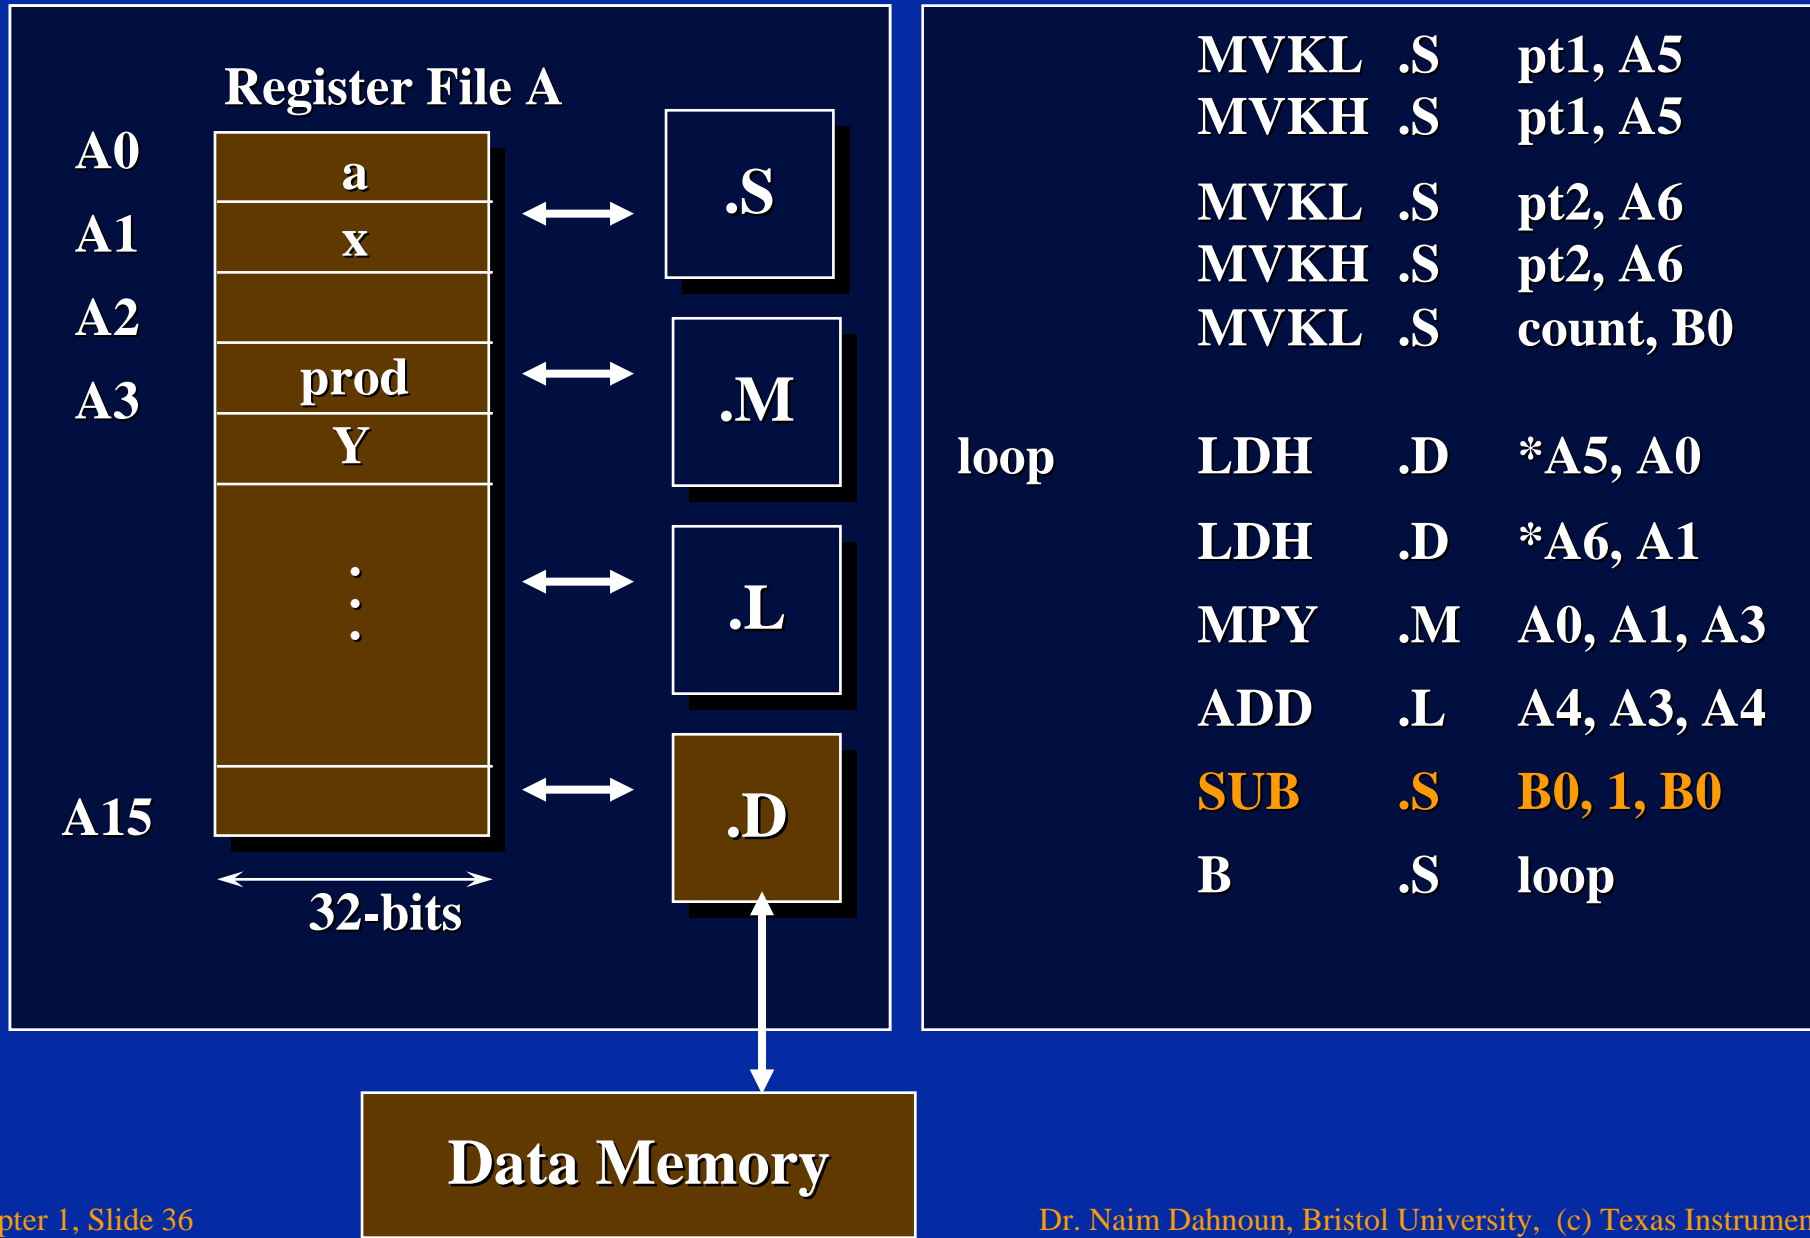 Register File A
A0
a
A1
x
A2
A3
prod
Y
.
.
.
A15
32-bits
.S
.M
.L
.D
Data Memory
MVKL .S pt1, A5
MVKH .S pt1, A5
MVKL .S pt2, A6
MVKH .S pt2, A6
MVKL .S count, B0
loop LDH .D *A5, A0
LDH .D *A6, A1
MPY .M A0, A1, A3
ADD .L A4, A3, A4
SUB .S B0, 1, B0
B .S loop
pter 1, Slide 36
Dr. Naim Dahnoun, Bristol University, (c) Texas Instrumen